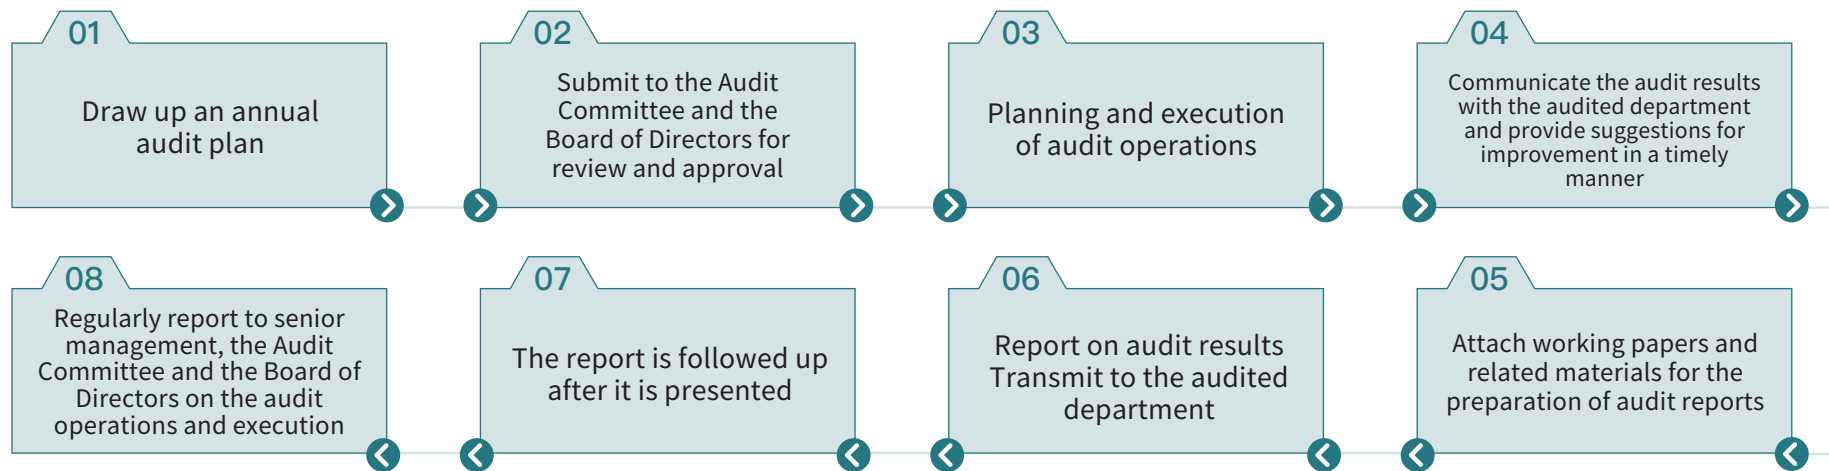 01
Draw up an annual
audit plan
02
Submit to the Audit
Committee and the
Board of Directors for
review and approval
03
Planning and execution
of audit operations
04
Communicate the audit results
with the audited department
and provide suggestions for
improvement in a timely
manner
05
Attach working papers and
related materials for the
preparation of audit reports
06
Report on audit results
Transmit to the audited
department
07
The report is followed up
after it is presented
08
Regularly report to senior
management, the Audit
Committee and the Board of
Directors on the audit
operations and execution